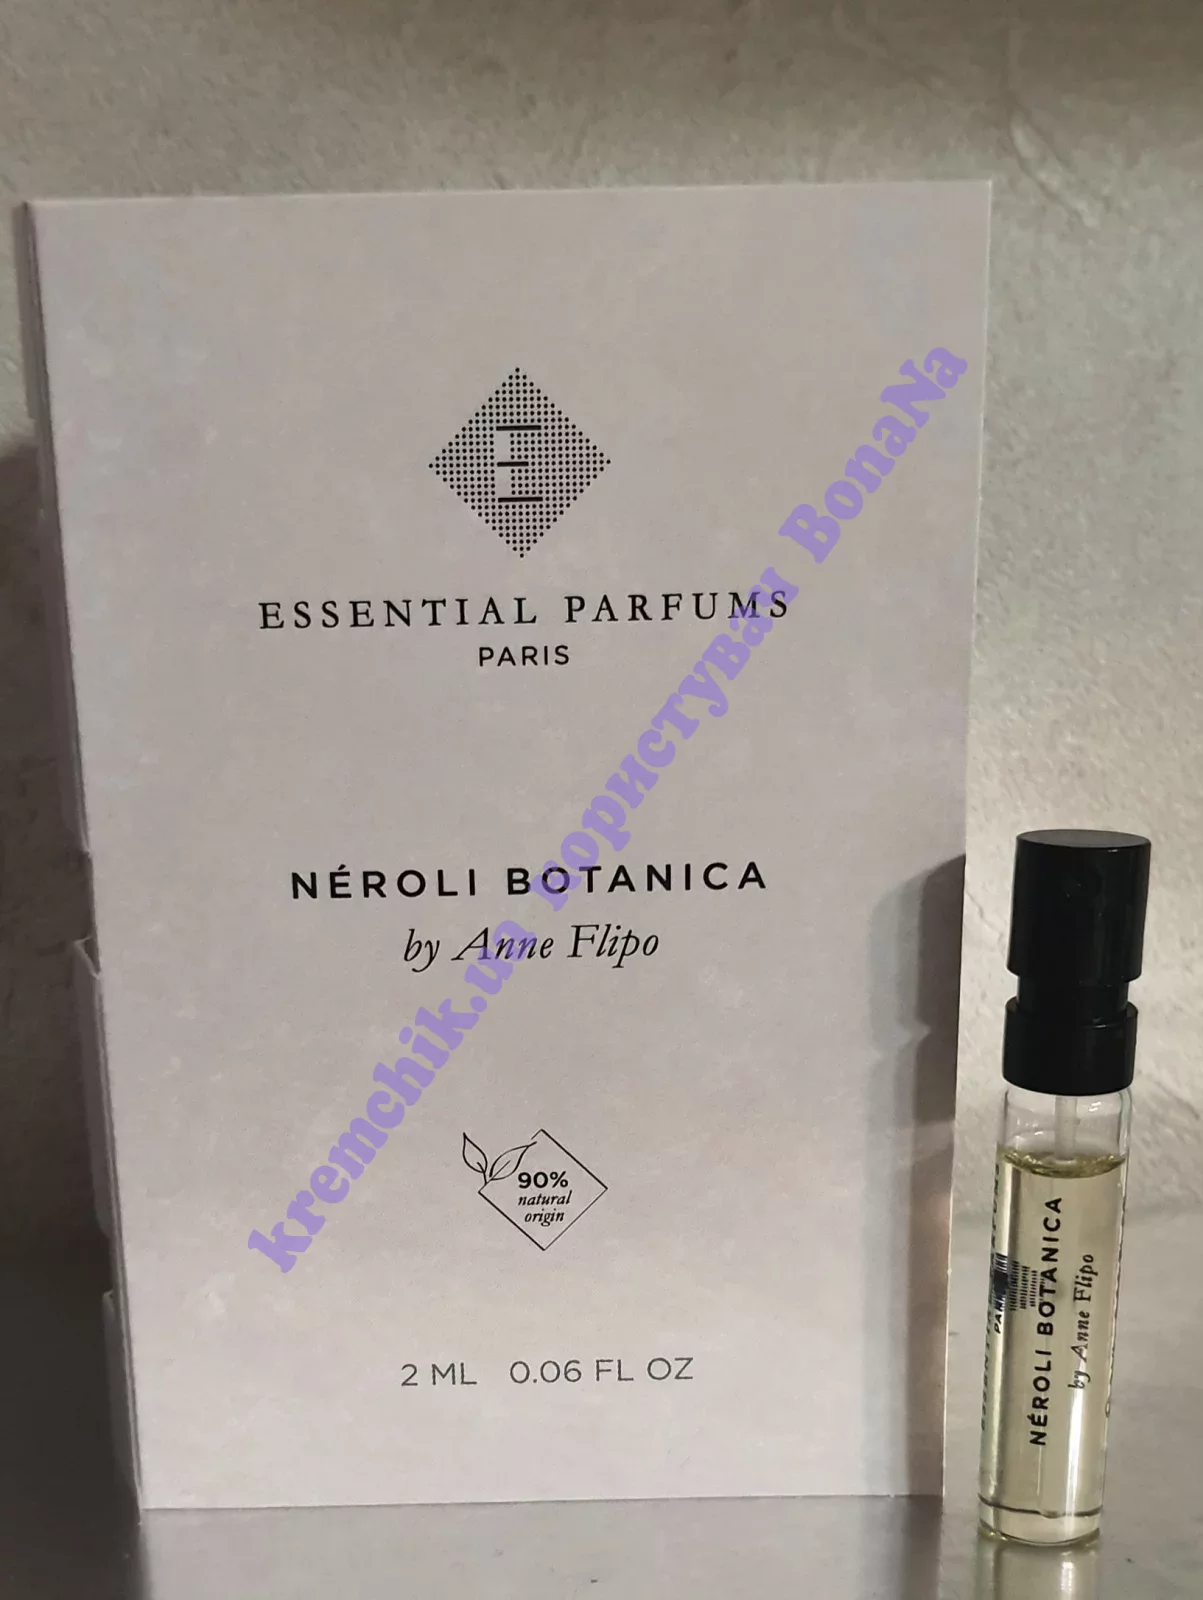 E
ESSENTIAL PARFUMS
PARIS
NÉROLI BOTANICA
by Anne Flipo
90%
natural
origin
2 ML 0.06 FL OZ
kremchik.ua користувач BonaNa
NÉROLI BOTANICA
by Anne Flipo